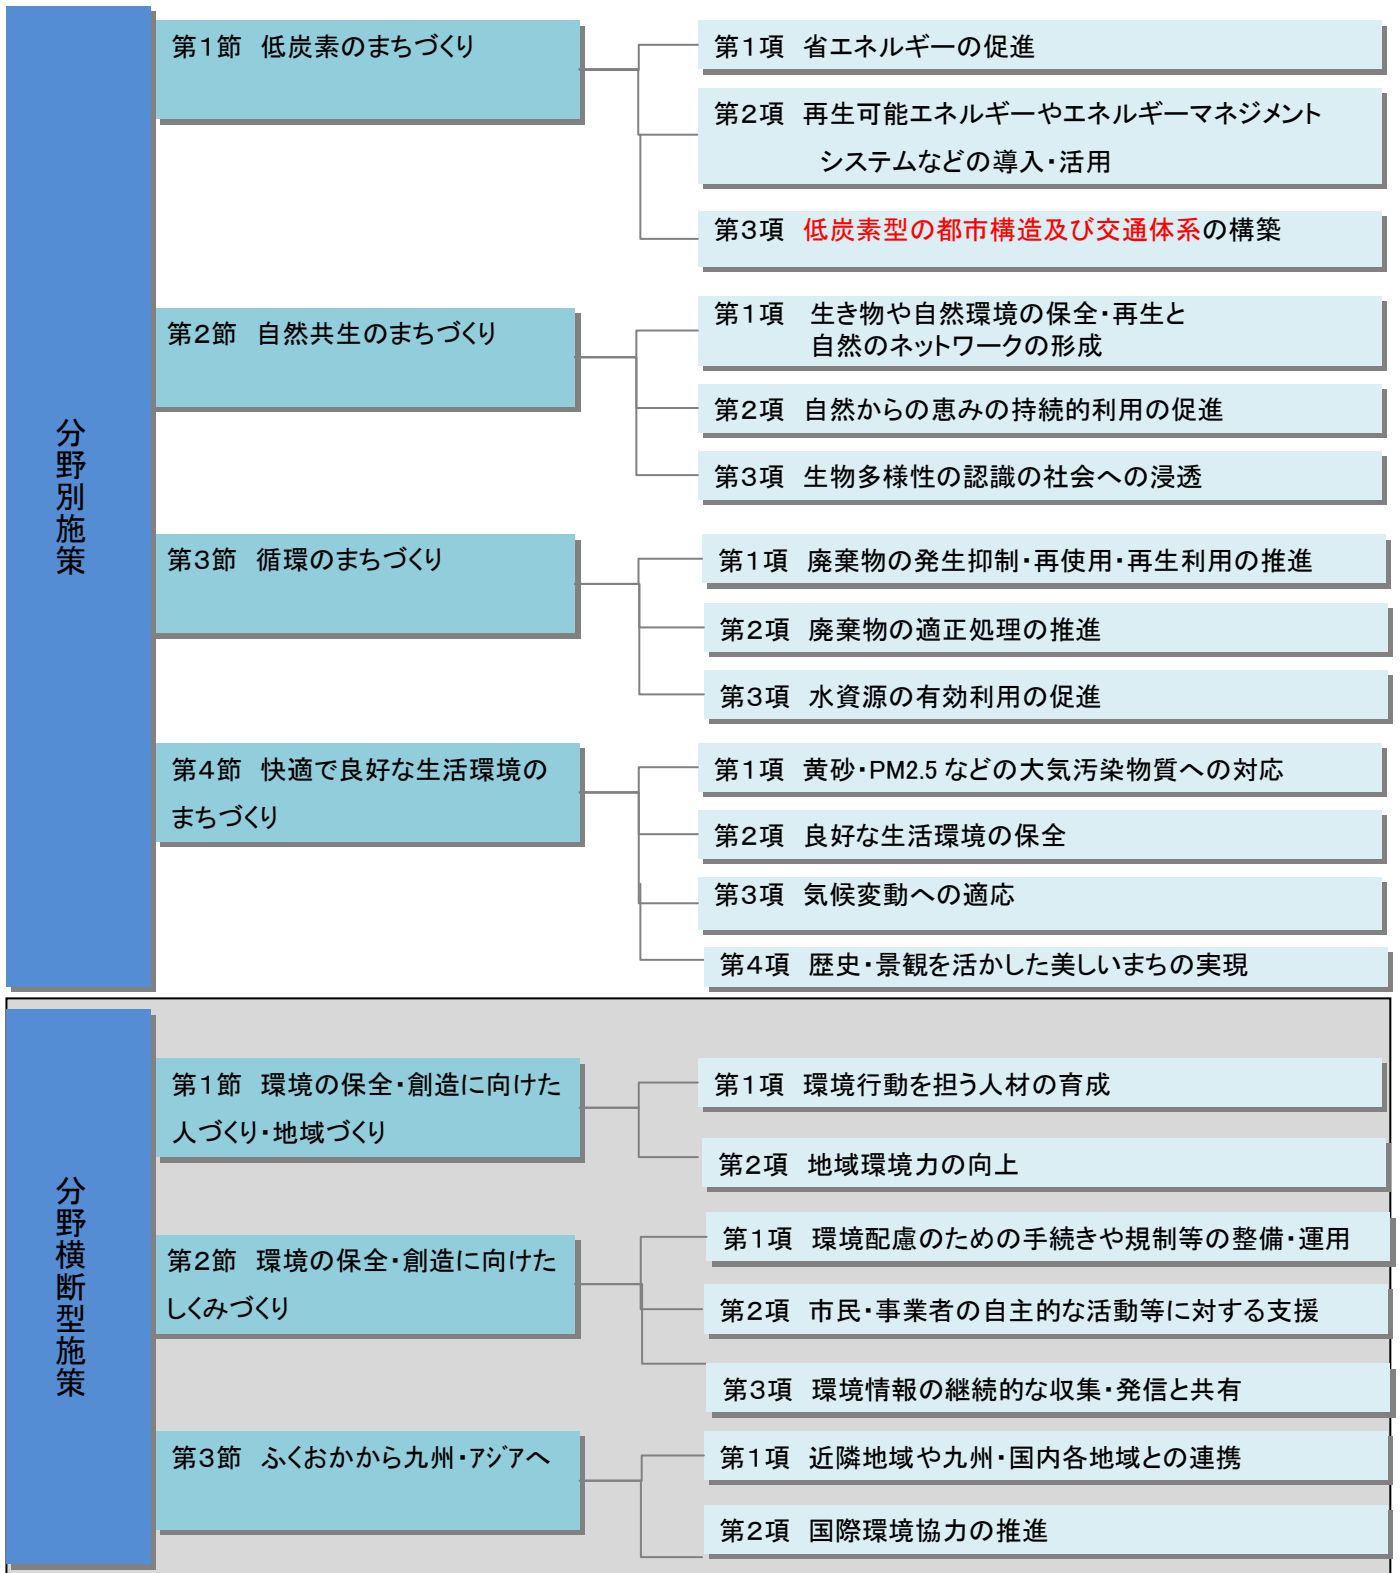 分野別施策
第1節 低炭素のまちづくり
第1項 省エネルギーの促進
第2項 再生可能エネルギーやエネルギーマネジメント
システムなどの導入・活用
第3項 低炭素型の都市構造及び交通体系の構築
第2節 自然共生のまちづくり
第1項 生き物や自然環境の保全・再生と
自然のネットワークの形成
第2項 自然からの恵みの持続的利用の促進
第3項 生物多様性の認識の社会への浸透
第3節 循環のまちづくり
第1項 廃棄物の発生抑制・再使用・再生利用の推進
第2項 廃棄物の適正処理の推進
第3項 水資源の有効利用の促進
第4節 快適で良好な生活環境の
まちづくり
第1項 黄砂・PM2.5 などの大気汚染物質への対応
第2項 良好な生活環境の保全
第3項 気候変動への適応
第4項 歴史・景観を活かした美しいまちの実現
分野横断型施策
第1節 環境の保全・創造に向けた
人づくり・地域づくり
第1項 環境行動を担う人材の育成
第2項 地域環境力の向上
第2節 環境の保全・創造に向けた
しくみづくり
第1項 環境配慮のための手続きや規制等の整備・運用
第2項 市民・事業者の自主的な活動等に対する支援
第3項 環境情報の継続的な収集・発信と共有
第3節 ふくおかから九州・アジアへ
第1項 近隣地域や九州・国内各地域との連携
第2項 国際環境協力の推進